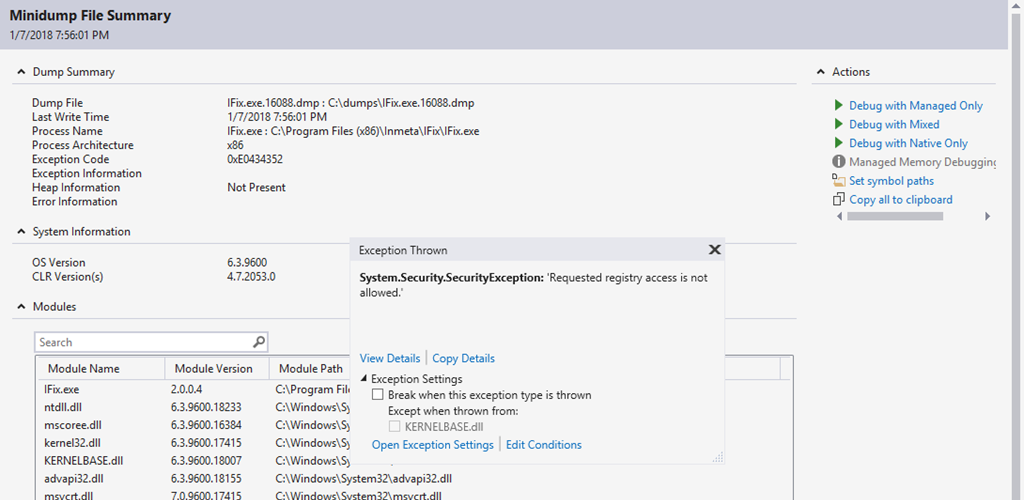 Minidump File Summary
1/7/2018 7:56:01 PM
Dump Summary
Dump File IFix.exe.16088.dmp : C:\dumps\IFix.exe.16088.dmp
Last Write Time 1/7/2018 7:56:01 PM
Process Name IFix.exe : C:\Program Files (x86)\Inmeta\IFix\IFix.exe
Process Architecture x86
Exception Code 0xE0434352
Exception Information
Heap Information Not Present
Error Information
System Information
OS Version 6.3.9600
CLR Version(s) 4.7.2053.0
Modules
Search
Module Name Module Version Module Path
IFix.exe 2.0.0.4 C:\Program Fil
ntdll.dll 6.3.9600.18233 C:\Windows\Sy
mscoree.dll 6.3.9600.16384 C:\Windows\Sy
kernel32.dll 6.3.9600.17415 C:\Windows\Sy
KERNELBASE.dll 6.3.9600.18007 C:\Windows\Sy
advapi32.dll 6.3.9600.18155 C:\Windows\System32\advapi32.dll
msvcrt.dll 7.0.9600.17415 C:\Windows\System32\msvcrt.dll
Actions
Debug with Managed Only
Debug with Mixed
Debug with Native Only
Managed Memory Debugging
Set symbol paths
Copy all to clipboard
Exception Thrown
System.Security.SecurityException: 'Requested registry access is not
allowed.'
View Details Copy Details
Exception Settings
Break when this exception type is thrown
Except when thrown from:
KERNELBASE.dll
Open Exception Settings Edit Conditions